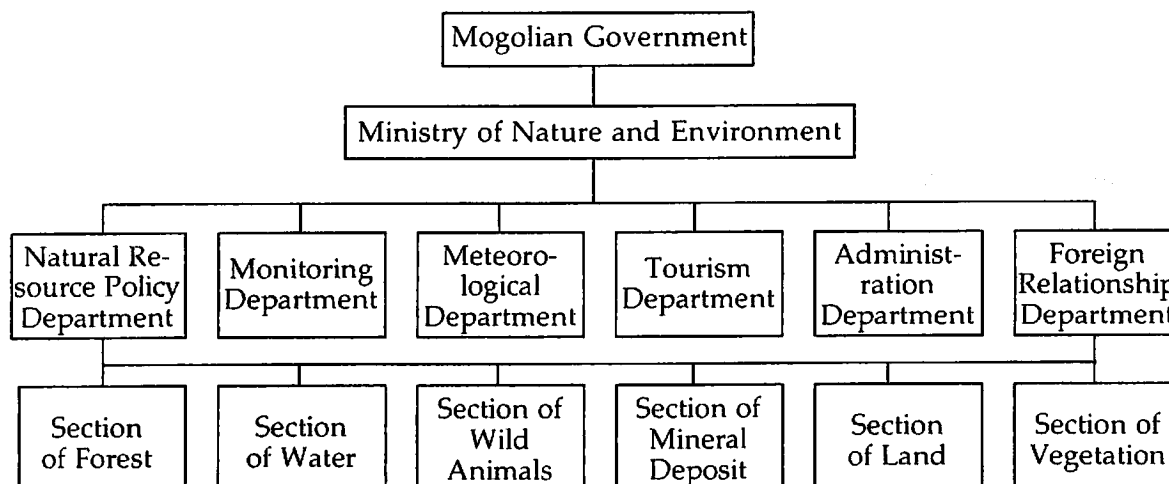 Mogolian Government
Ministry of Nature and Environment
Natural Re-
source Policy
Department
Monitoring
Department
Meteoro-
logical
Department
Tourism
Department
Administ-
ration
Department
Foreign
Relationship
Department
Section
of Forest
Section
of Water
Section of
Wild
Animals
Section of
Mineral
Deposit
Section
of Land
Section of
Vegetation